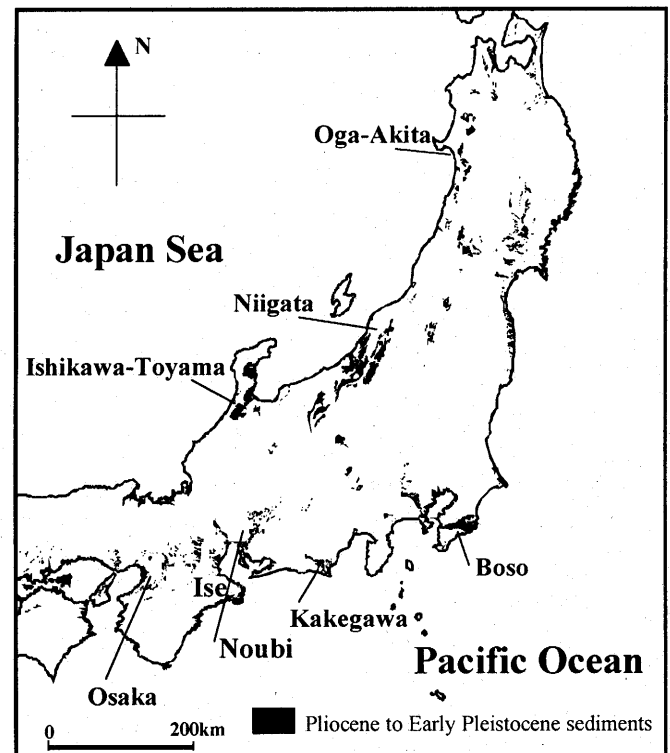 N
Oga-Akita
Japan Sea
Niigata
Ishikawa-Toyama
Boso
Ise
Kakegawa
Noubi
Pacific Ocean
Osaka
0 200km
Pliocene to Early Pleistocene sediments